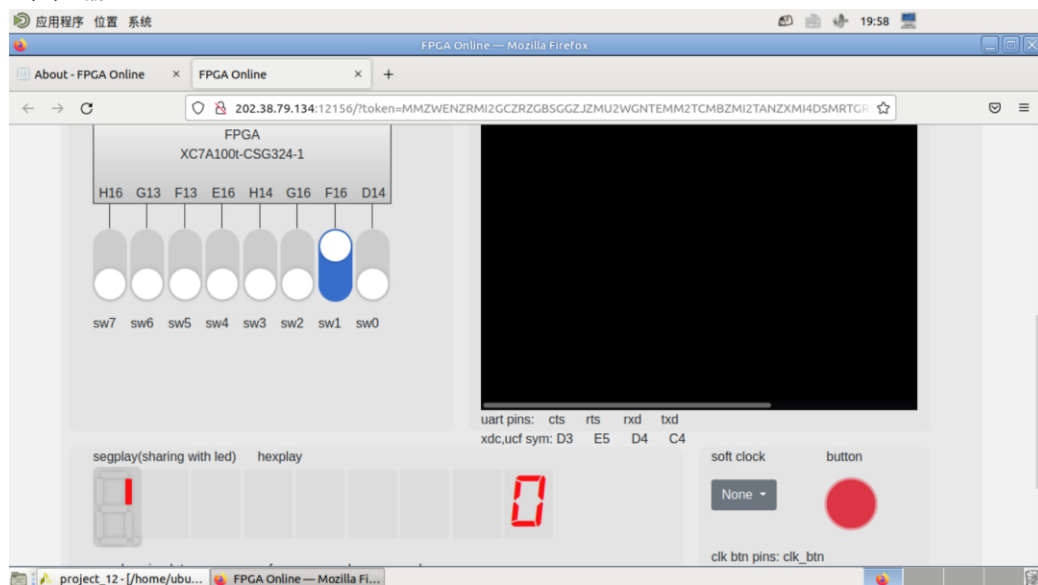 应用程序 位置 系统 19:58
FPGA Online — Mozilla Firefox
About - FPGA Online × FPGA Online × +
202.38.79.134:12156/?token=MMZWENZRMI2GCZRZGBSGGZJZMU2WGNTEMM2TCMBZMI2TANZXMI4DSMRTGR
FPGA
XC7A100t-CSG324-1
H16 G13 F13 E16 H14 G16 F16 D14
sw7 sw6 sw5 sw4 sw3 sw2 sw1 sw0
uart pins: cts rts rxd txd
xdc,ucf sym: D3 E5 D4 C4
segplay(sharing with led) hexplay
0
soft clock button
None
clk btn pins: clk_btn
project_12 - [/home/ubu... FPGA Online — Mozilla Fi...